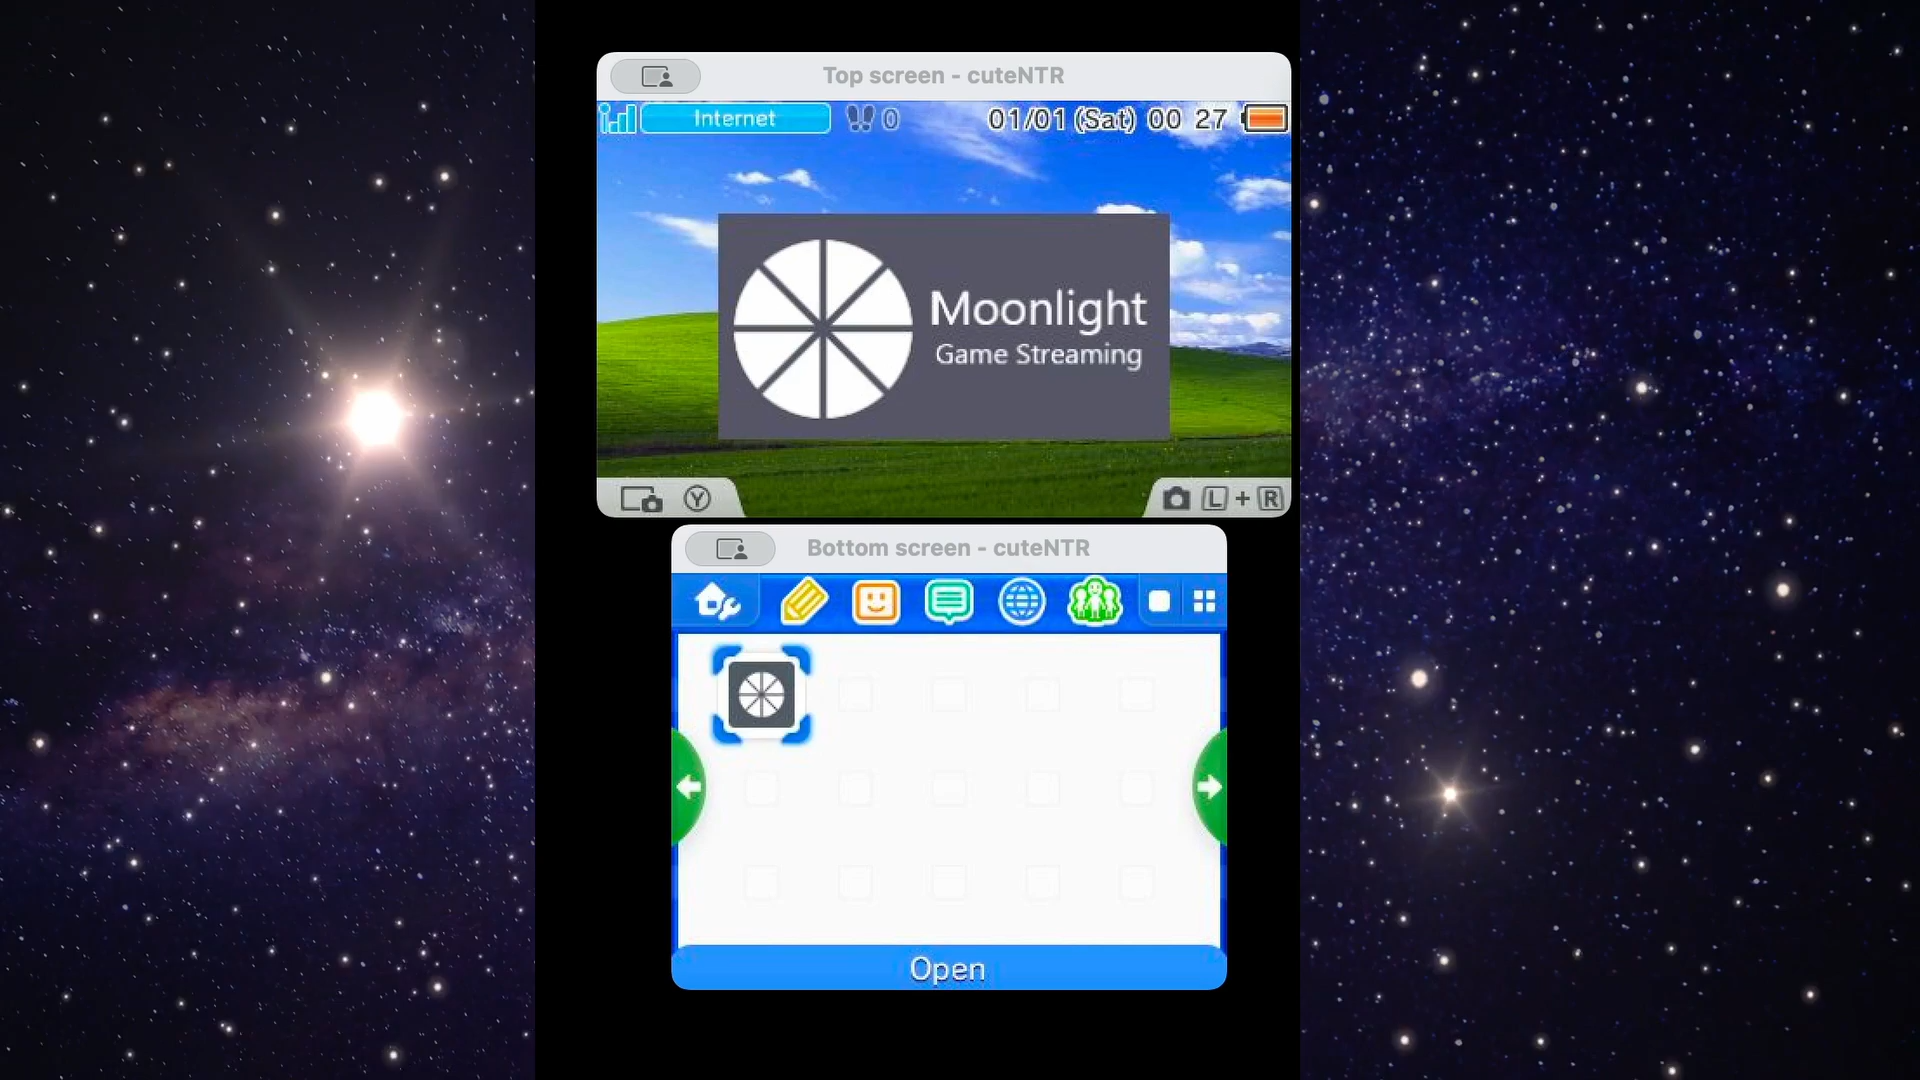 Top screen - cuteNTR
Internet
0
01/01 (Sat) 00 27
Moonlight
Game Streaming
Y
L + R
Bottom screen - cuteNTR
Open